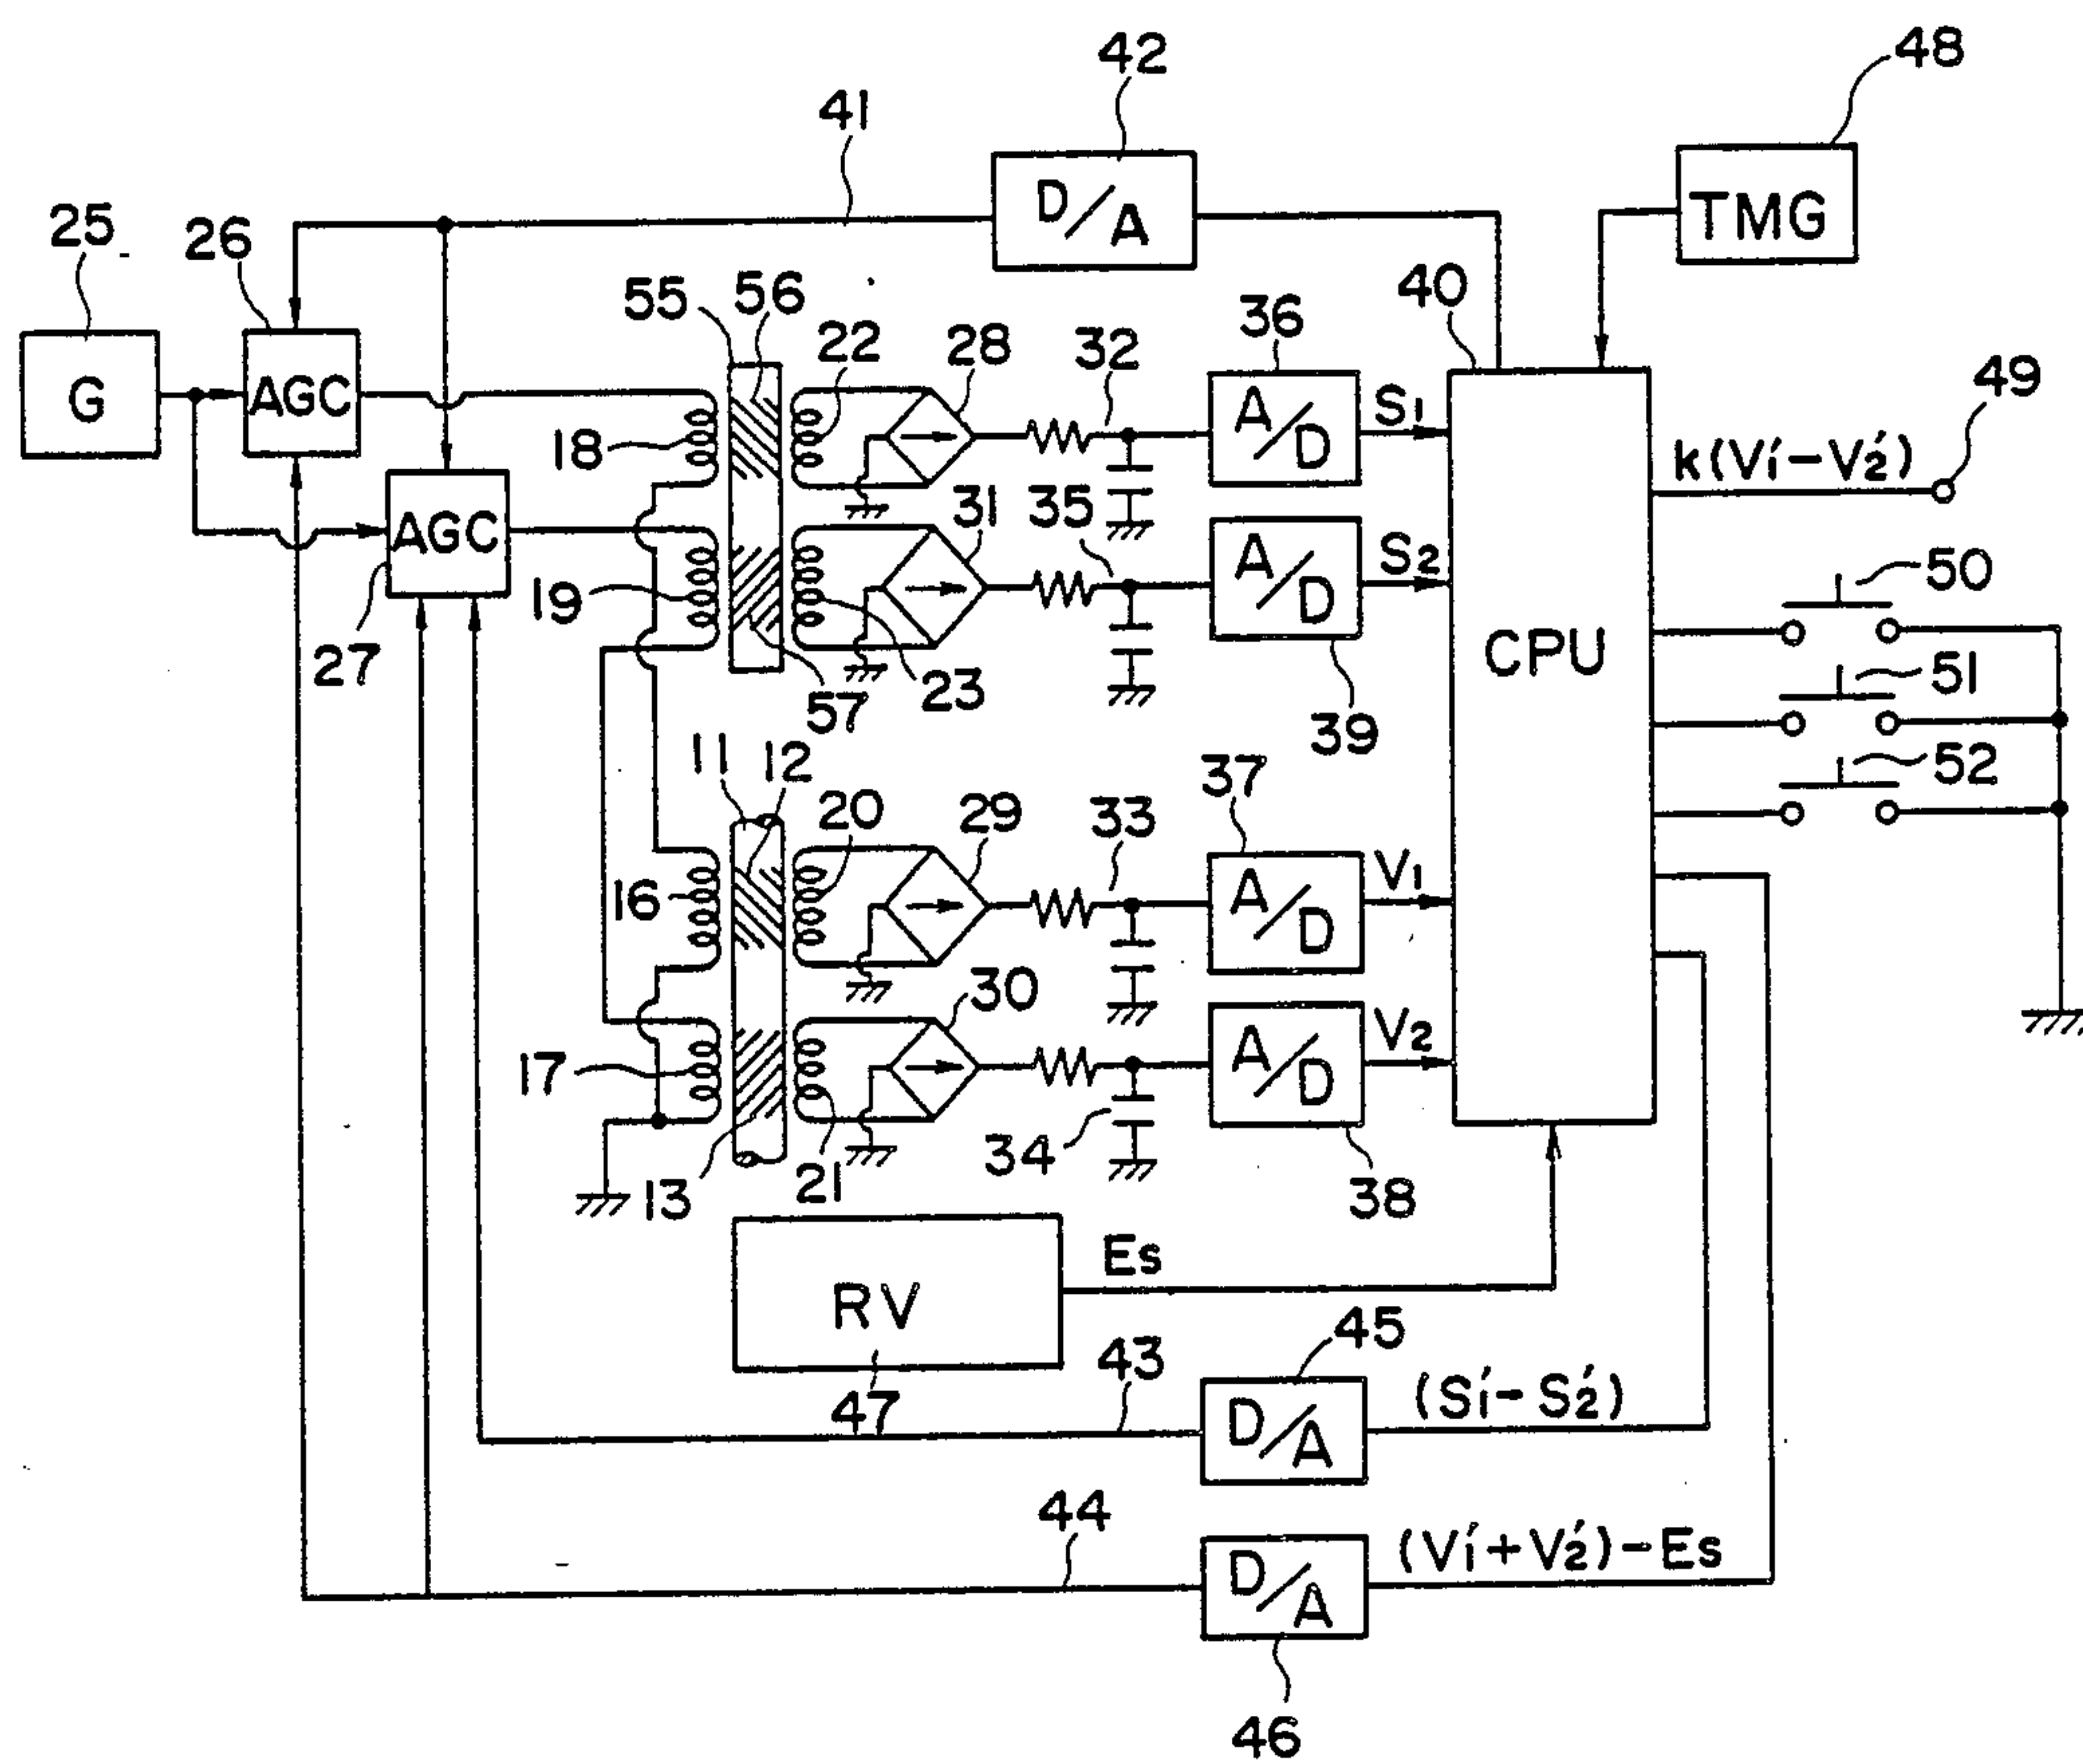 42
48
41
D/A
TMG
25
26
55
56
22
28
32
36
40
49
G
AGC
18
A/D
S1
k(V1′−V2′)
31
35
AGC
19
A/D
S2
50
27
57
23
39
CPU
51
11
12
20
29
33
37
52
16
A/D
V1
30
17
A/D
V2
13
21
34
38
RV
Es
47
43
45
D/A
(S1′−S2′)
44
D/A
(V1′+V2′)−Es
46